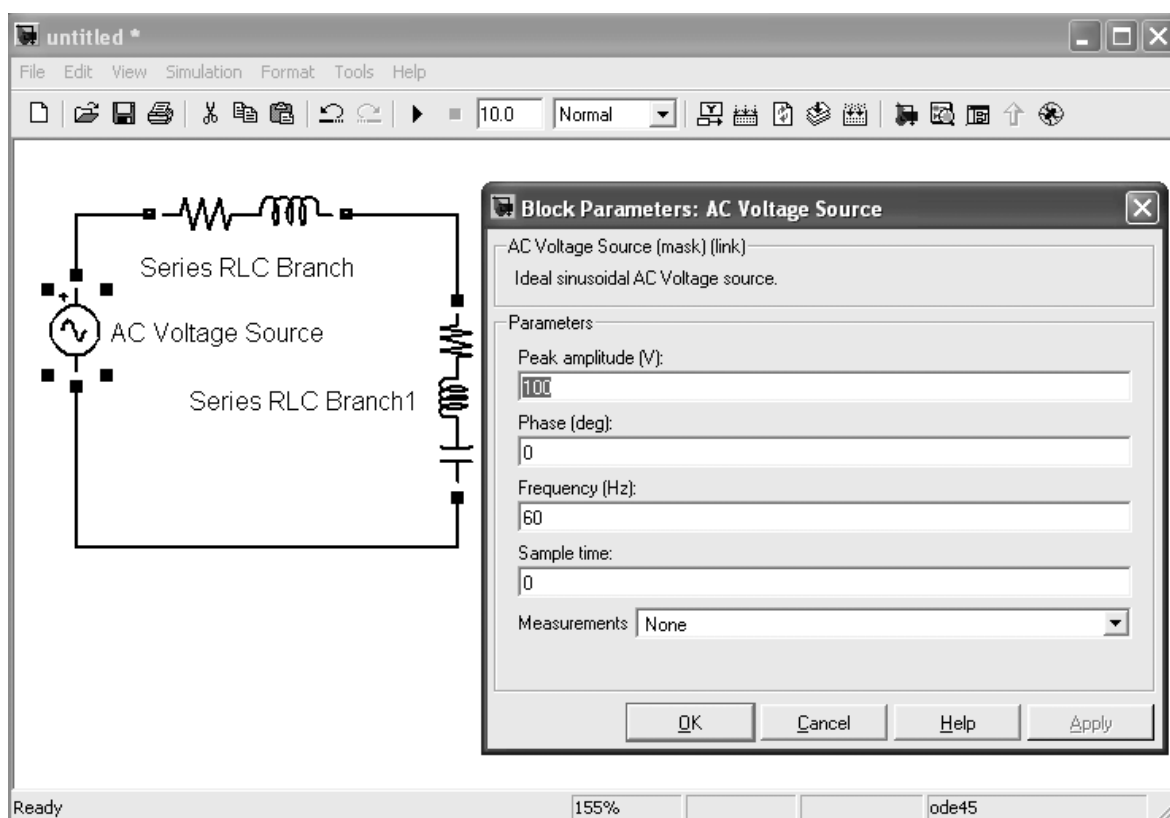 untitled *
File Edit View Simulation Format Tools Help
10.0 Normal
Series RLC Branch
AC Voltage Source
Series RLC Branch1
Block Parameters: AC Voltage Source
AC Voltage Source (mask) (link)
Ideal sinusoidal AC Voltage source.
Parameters
Peak amplitude (V):
100
Phase (deg):
0
Frequency (Hz):
60
Sample time:
0
Measurements None
OK Cancel Help Apply
Ready 155% ode45